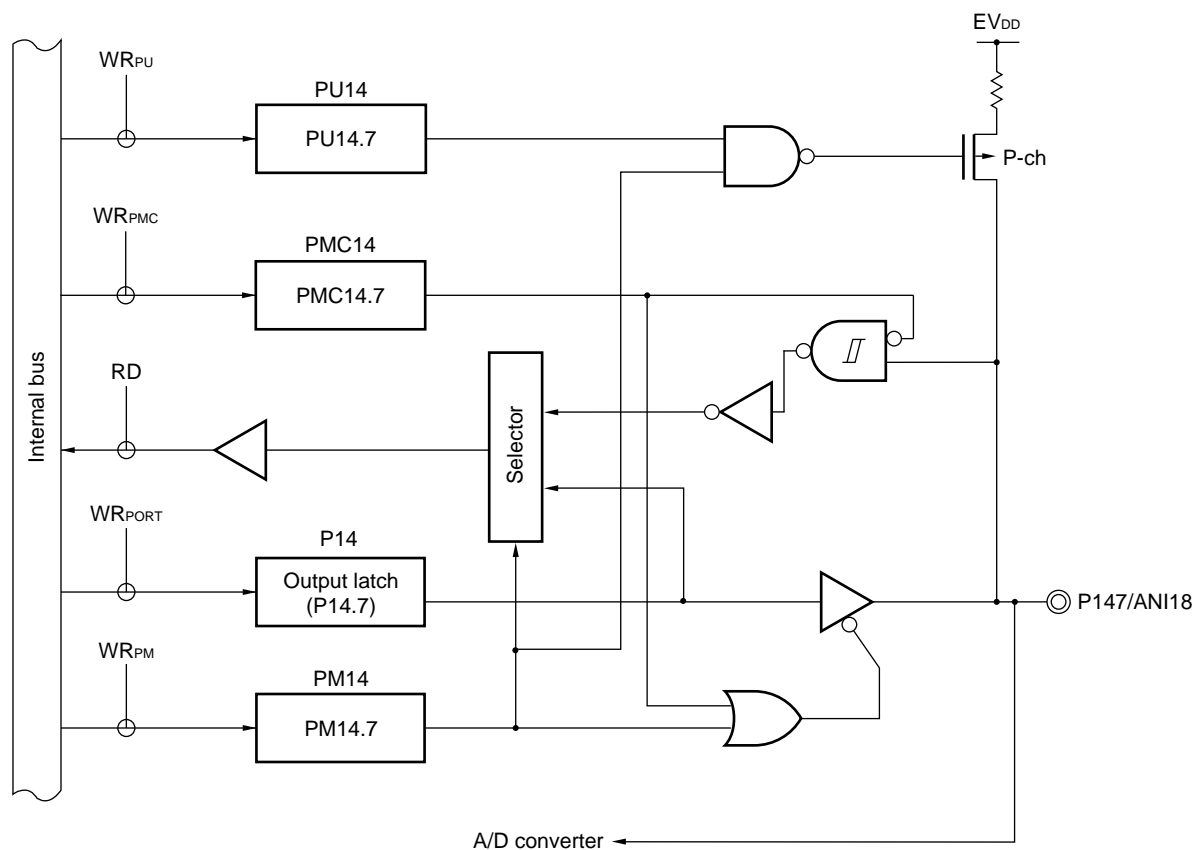 EVDD
WRPU
PU14
PU14.7
P-ch
WRPMC
PMC14
PMC14.7
Internal bus
RD
Selector
WRPORT
P14
Output latch
(P14.7)
P147/ANI18
WRPM
PM14
PM14.7
A/D converter